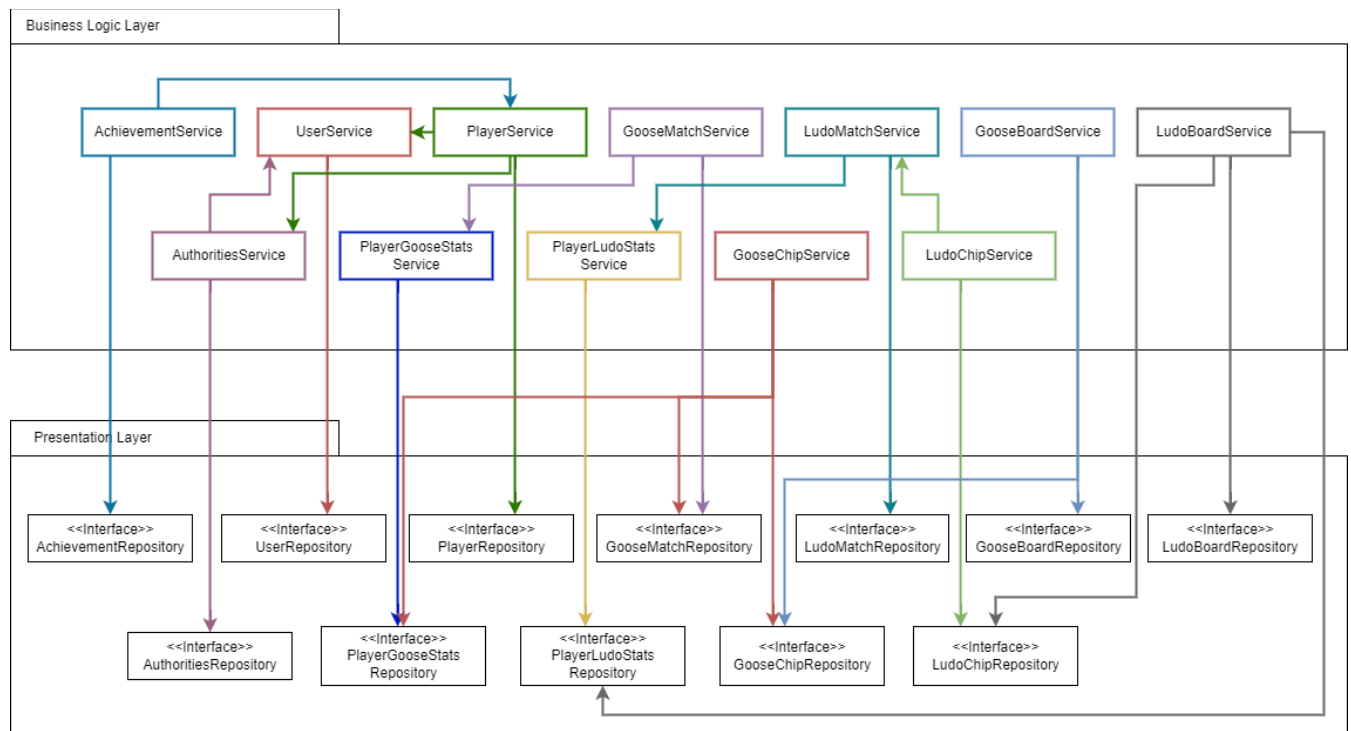 Business Logic Layer
AchievementService
UserService
PlayerService
GooseMatchService
LudoMatchService
GooseBoardService
LudoBoardService
AuthoritiesService
PlayerGooseStats
Service
PlayerLudoStats
Service
GooseChipService
LudoChipService
Presentation Layer
<<Interface>>
AchievementRepository
<<Interface>>
UserRepository
<<Interface>>
PlayerRepository
<<Interface>>
GooseMatchRepository
<<Interface>>
LudoMatchRepository
<<Interface>>
GooseBoardRepository
<<Interface>>
LudoBoardRepository
<<Interface>>
AuthoritiesRepository
<<Interface>>
PlayerGooseStats
Repository
<<Interface>>
PlayerLudoStats
Repository
<<Interface>>
GooseChipRepository
<<Interface>>
LudoChipRepository